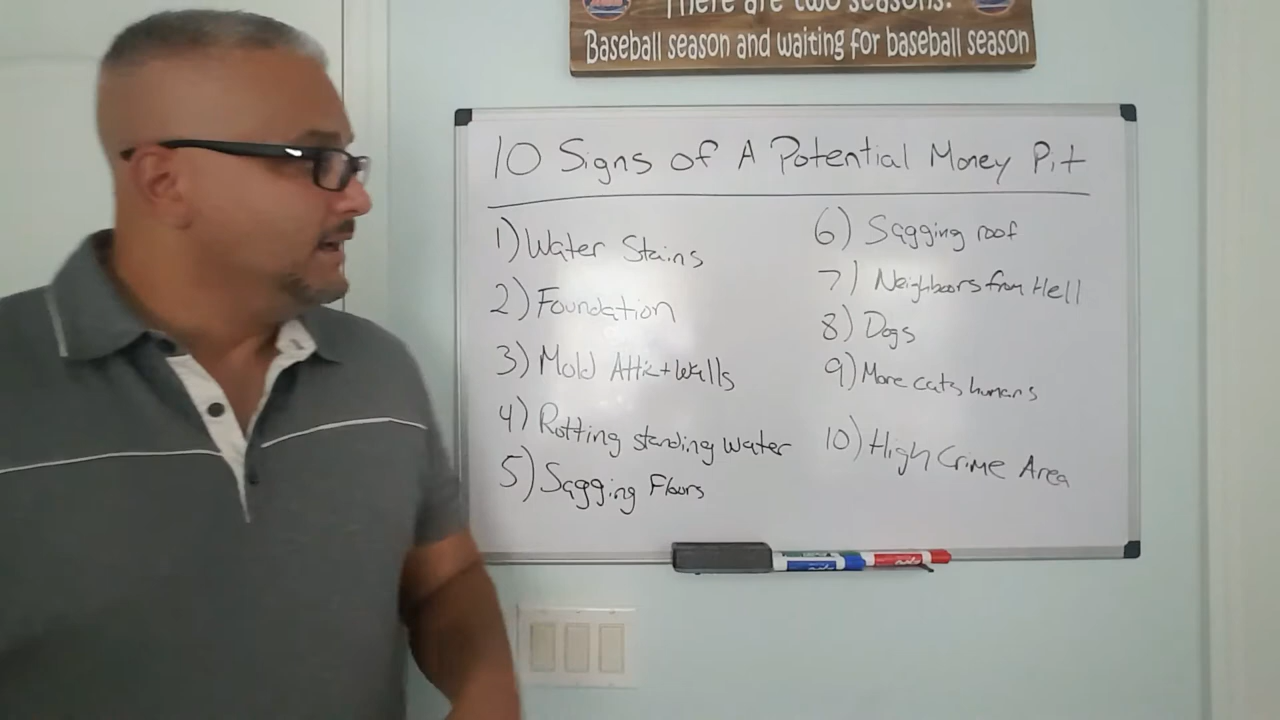 There are two seasons:
Baseball season and waiting for baseball season
10 Signs of A Potential Money Pit
1) Water Stains
2) Foundation
3) Mold Attic + Walls
4) Rotting standing water
5) Sagging Floors
6) Sagging roof
7) Neighboors from Hell
8) Dogs
9) More cats humans
10) High Crime Area